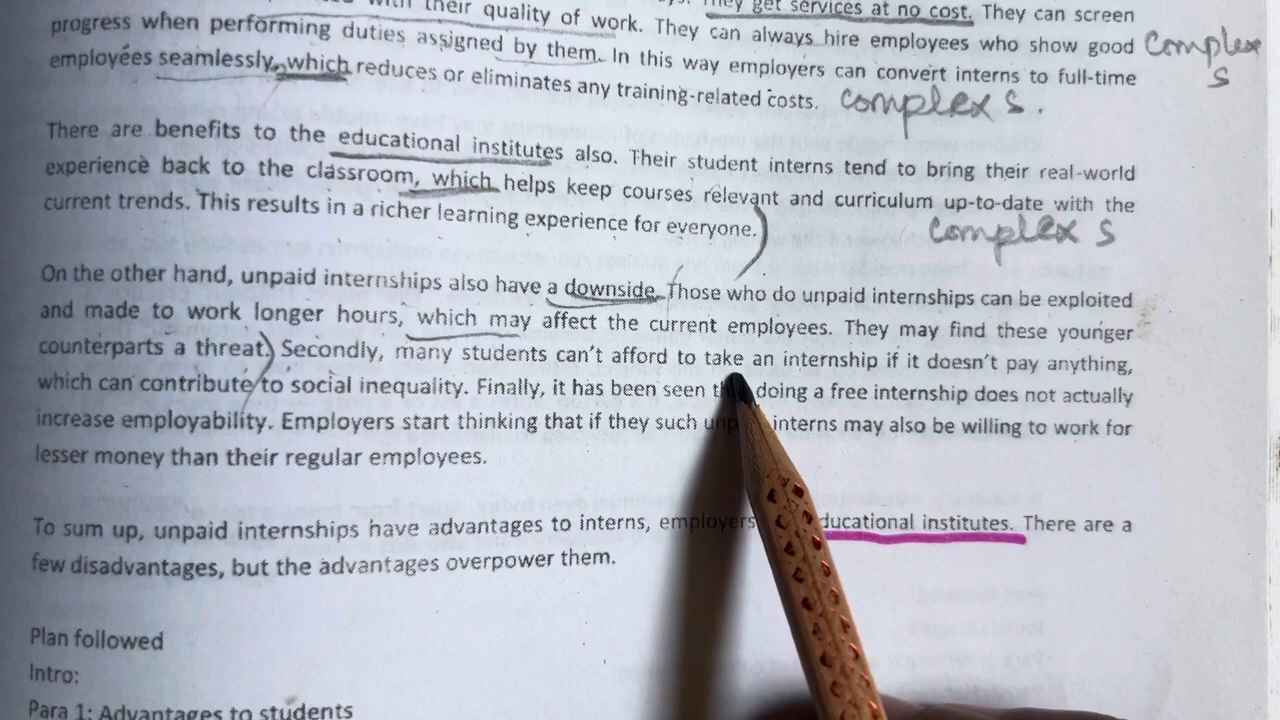 with their quality of work. They get services at no cost. They can screen
progress when performing duties assigned by them. They can always hire employees who show good Complex
employees seamlessly, which reduces or eliminates any training-related costs. In this way employers can convert interns to full-time s
complex s.
There are benefits to the educational institutes also. Their student interns tend to bring their real-world
experience back to the classroom, which helps keep courses relevant and curriculum up-to-date with the
current trends. This results in a richer learning experience for everyone. complex s
On the other hand, unpaid internships also have a downside. Those who do unpaid internships can be exploited
and made to work longer hours, which may affect the current employees. They may find these younger
counterparts a threat. Secondly, many students can't afford to take an internship if it doesn't pay anything,
which can contribute to social inequality. Finally, it has been seen doing a free internship does not actually
increase employability. Employers start thinking that if they such interns may also be willing to work for
lesser money than their regular employees.
To sum up, unpaid internships have advantages to interns, employers educational institutes. There are a
few disadvantages, but the advantages overpower them.
Plan followed
Intro:
Para 1: Advantages to students